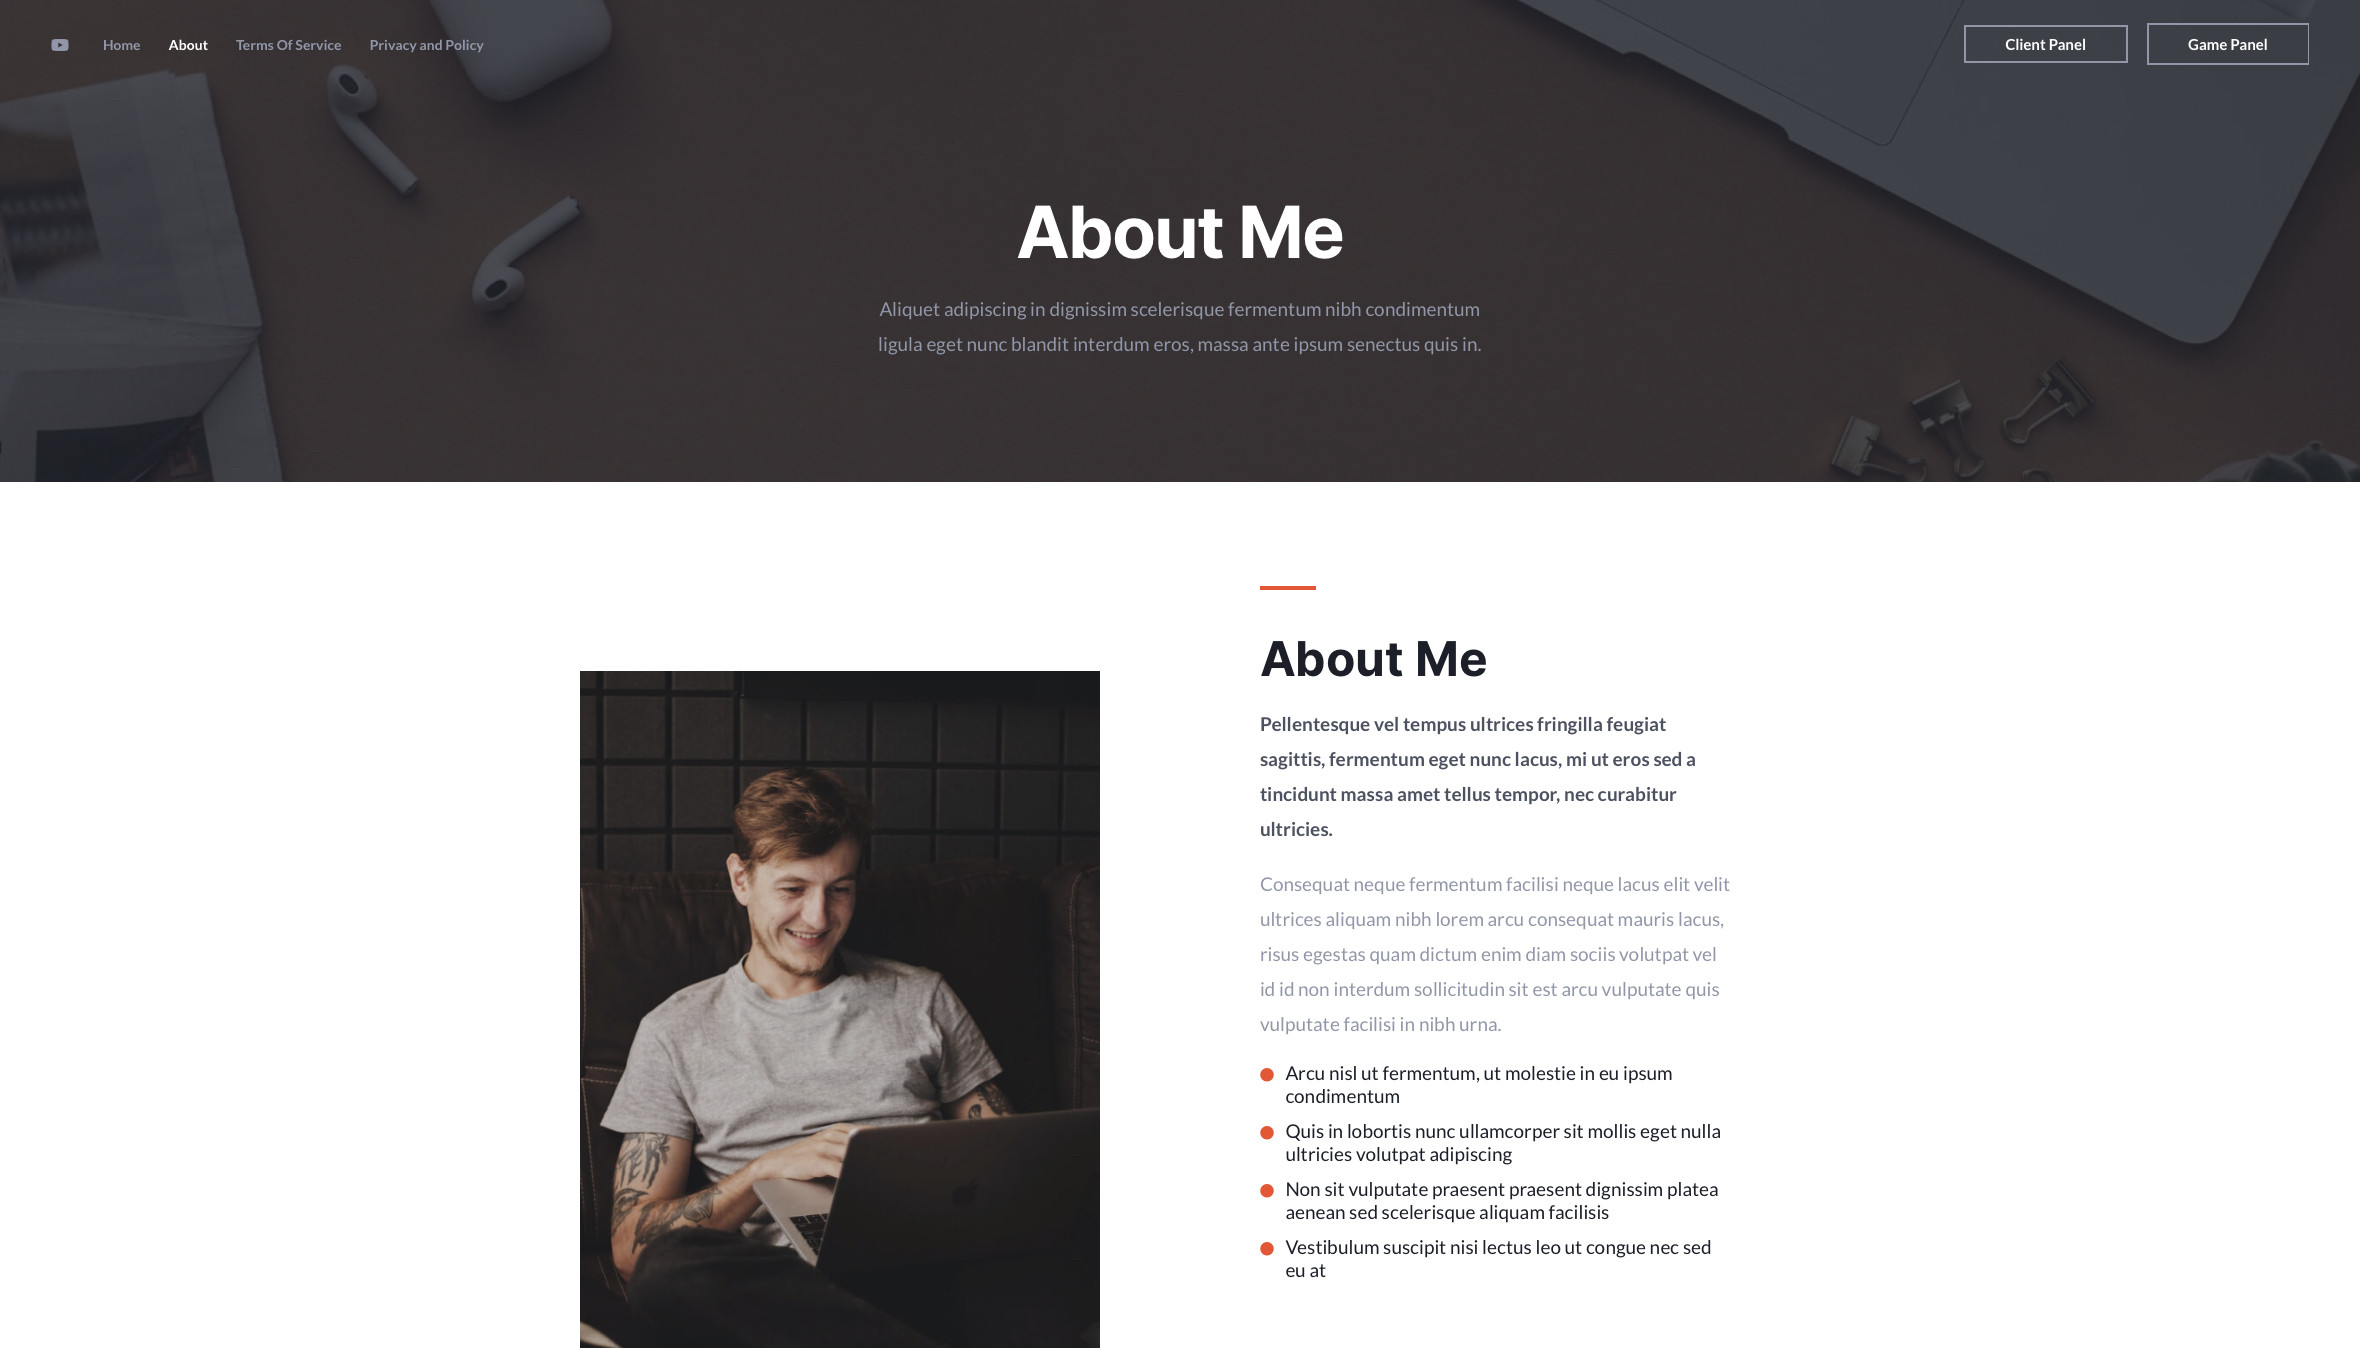 Home
About
Terms Of Service
Privacy and Policy
Client Panel
Game Panel
About Me
Aliquet adipiscing in dignissim scelerisque fermentum nibh condimentum
ligula eget nunc blandit interdum eros, massa ante ipsum senectus quis in.
About Me
Pellentesque vel tempus ultrices fringilla feugiat
sagittis, fermentum eget nunc lacus, mi ut eros sed a
tincidunt massa amet tellus tempor, nec curabitur
ultricies.
Consequat neque fermentum facilisi neque lacus elit velit
ultrices aliquam nibh lorem arcu consequat mauris lacus,
risus egestas quam dictum enim diam sociis volutpat vel
id id non interdum sollicitudin sit est arcu vulputate quis
vulputate facilisi in nibh urna.
Arcu nisl ut fermentum, ut molestie in eu ipsum
condimentum
Quis in lobortis nunc ullamcorper sit mollis eget nulla
ultricies volutpat adipiscing
Non sit vulputate praesent praesent dignissim platea
aenean sed scelerisque aliquam facilisis
Vestibulum suscipit nisi lectus leo ut congue nec sed
eu at